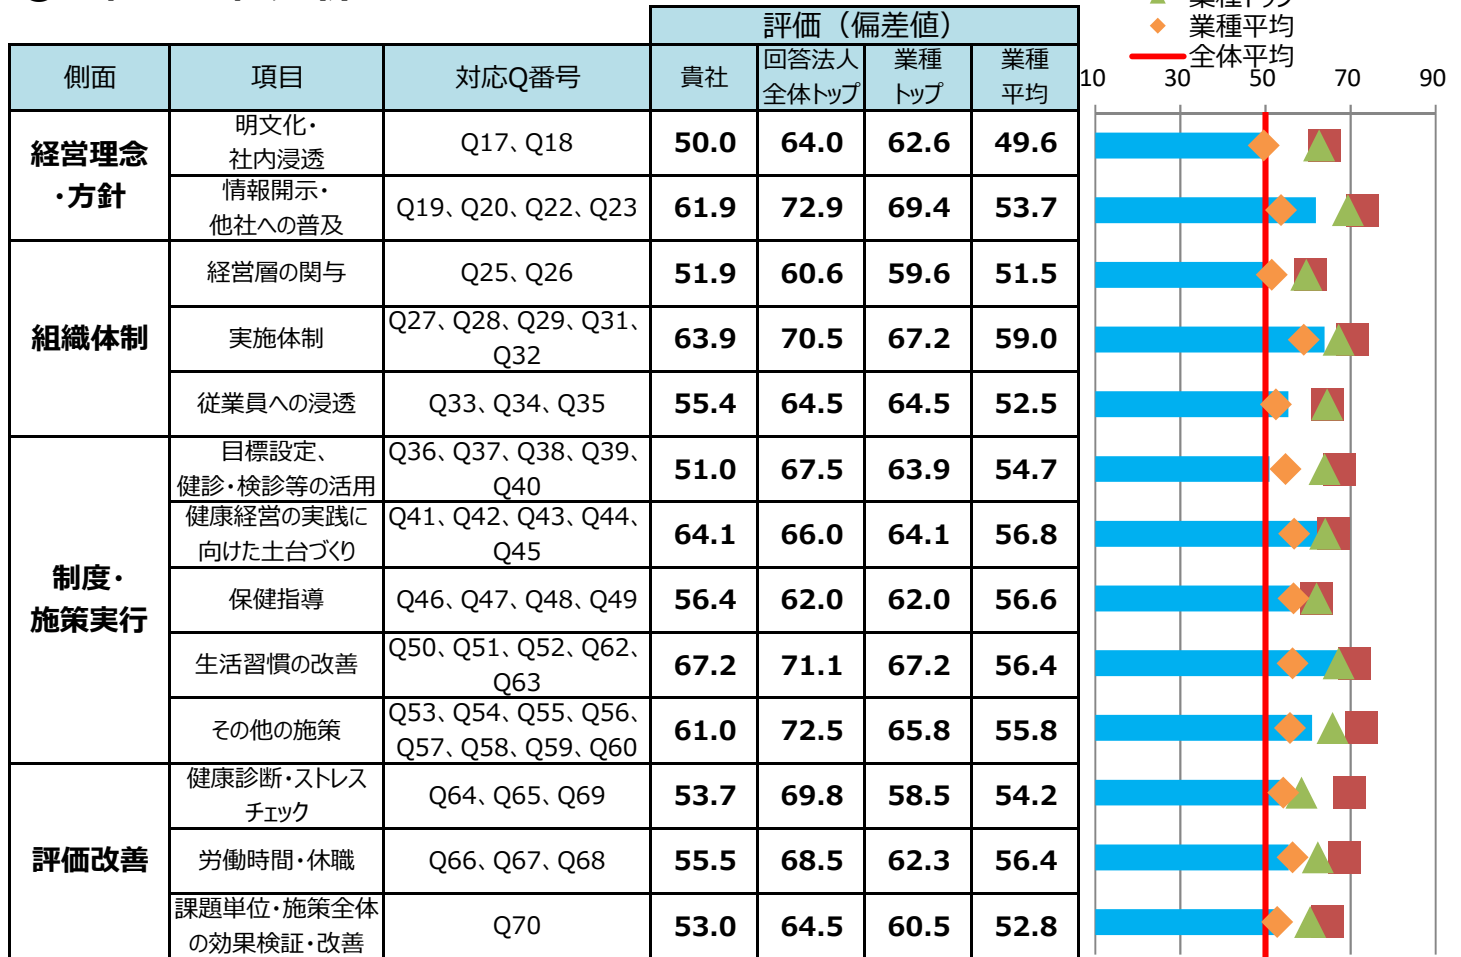 業種平均
全体平均
評価（偏差値）
側面 項目 対応Q番号 貴社 回答法人 業種 業種
全体トップ トップ 平均
10 30 50 70 90
経営理念
・方針
明文化・
社内浸透
Q17、Q18 50.0 64.0 62.6 49.6
情報開示・
他社への普及
Q19、Q20、Q22、Q23 61.9 72.9 69.4 53.7
組織体制
経営層の関与 Q25、Q26 51.9 60.6 59.6 51.5
実施体制
Q27、Q28、Q29、Q31、
Q32
63.9 70.5 67.2 59.0
従業員への浸透 Q33、Q34、Q35 55.4 64.5 64.5 52.5
制度・
施策実行
目標設定、
健診・検診等の活用
Q36、Q37、Q38、Q39、
Q40
51.0 67.5 63.9 54.7
健康経営の実践に
向けた土台づくり
Q41、Q42、Q43、Q44、
Q45
64.1 66.0 64.1 56.8
保健指導 Q46、Q47、Q48、Q49 56.4 62.0 62.0 56.6
生活習慣の改善
Q50、Q51、Q52、Q62、
Q63
67.2 71.1 67.2 56.4
その他の施策
Q53、Q54、Q55、Q56、
Q57、Q58、Q59、Q60
61.0 72.5 65.8 55.8
評価改善
健康診断・ストレス
チェック
Q64、Q65、Q69 53.7 69.8 58.5 54.2
労働時間・休職 Q66、Q67、Q68 55.5 68.5 62.3 56.4
課題単位・施策全体
の効果検証・改善
Q70 53.0 64.5 60.5 52.8